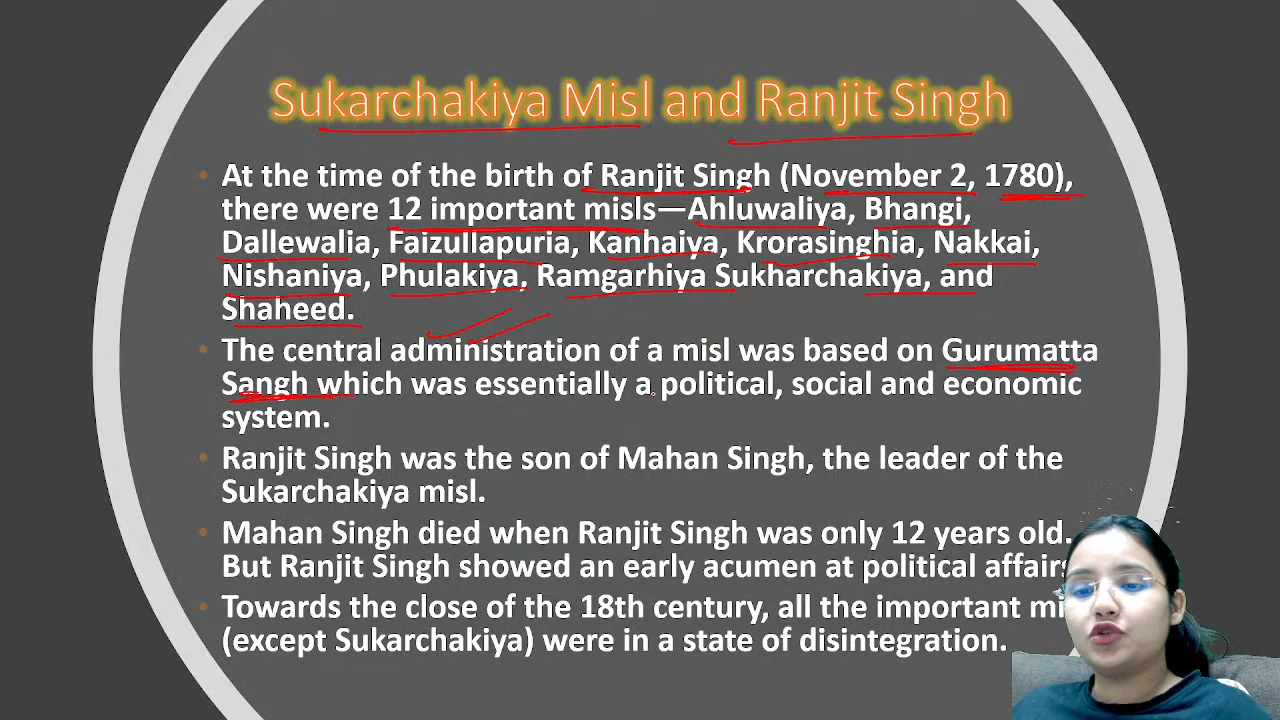 Sukarchakiya Misl and Ranjit Singh
• At the time of the birth of Ranjit Singh (November 2, 1780),
there were 12 important misls—Ahluwaliya, Bhangi,
Dallewalia, Faizullapuria, Kanhaiya, Krorasinghia, Nakkai,
Nishaniya, Phulakiya, Ramgarhiya Sukharchakiya, and
Shaheed.
• The central administration of a misl was based on Gurumatta
Sangh which was essentially a political, social and economic
system.
• Ranjit Singh was the son of Mahan Singh, the leader of the
Sukarchakiya misl.
• Mahan Singh died when Ranjit Singh was only 12 years old.
But Ranjit Singh showed an early acumen at political affairs
• Towards the close of the 18th century, all the important mi
(except Sukarchakiya) were in a state of disintegration.